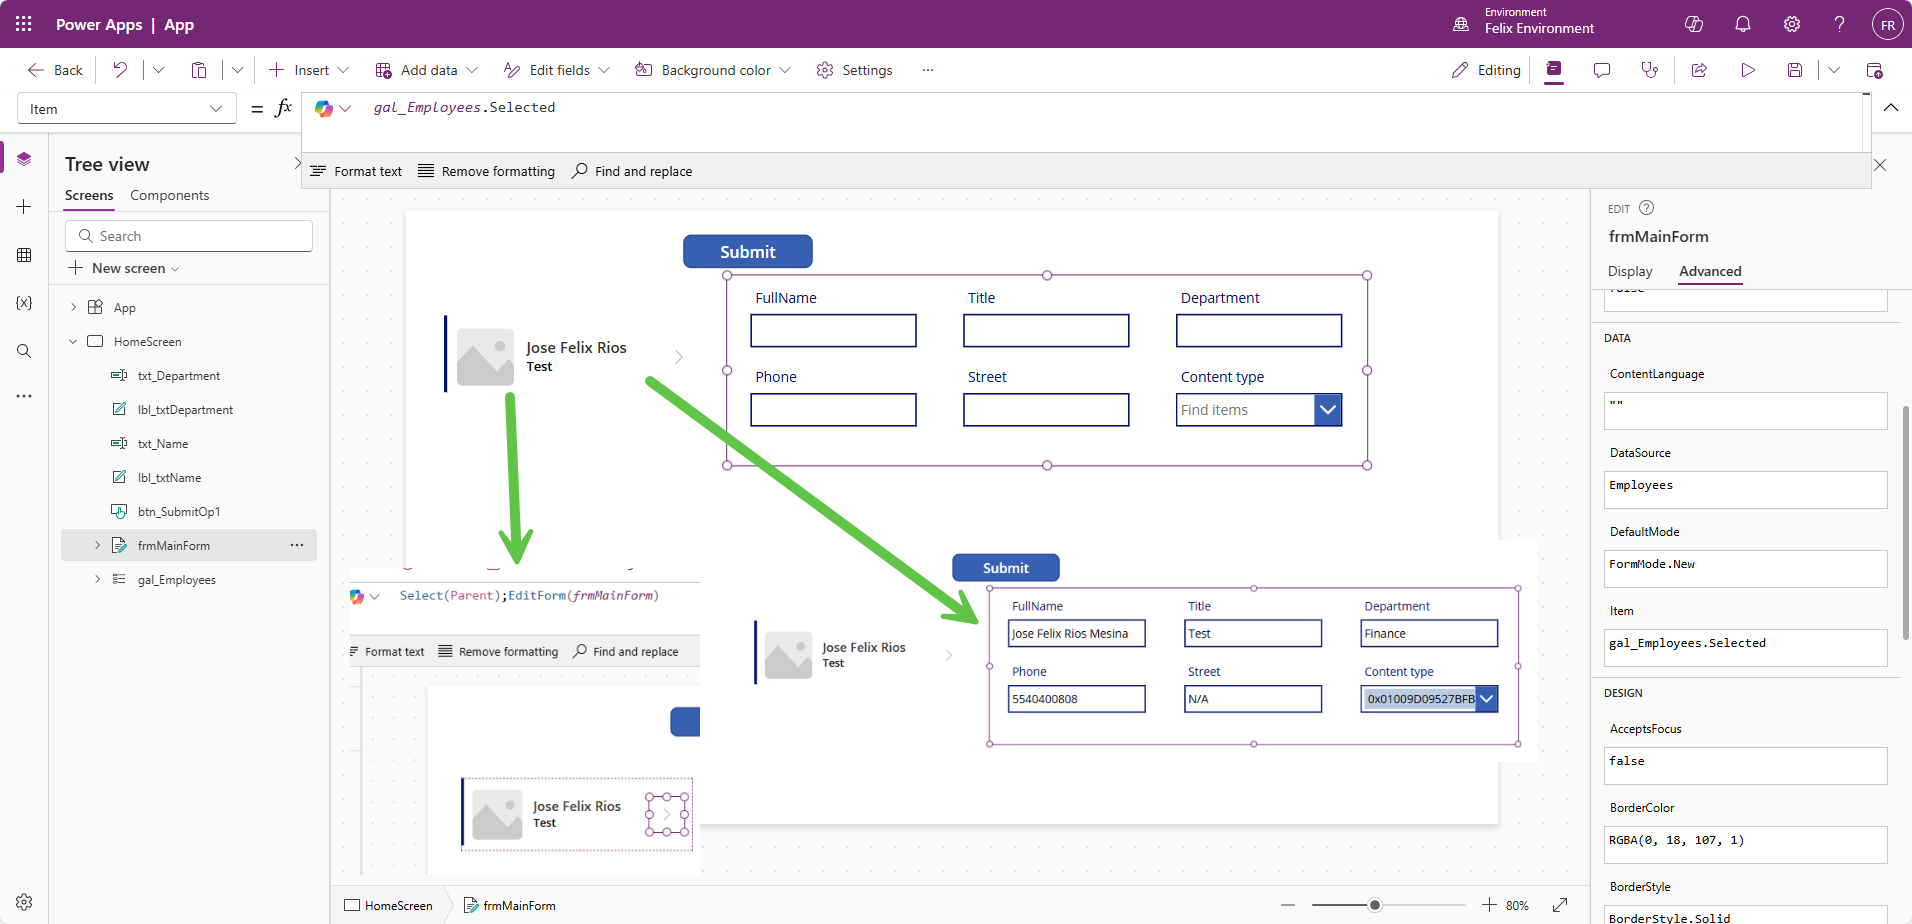 Power Apps | App
Environment
Felix Environment
FR
Back
Insert
Add data
Edit fields
Background color
Settings
Editing
Item
= fx
gal_Employees.Selected
Format text
Remove formatting
Find and replace
Tree view
Screens
Components
Search
New screen
App
HomeScreen
txt_Department
lbl_txtDepartment
txt_Name
lbl_txtName
btn_SubmitOp1
frmMainForm
gal_Employees
Submit
FullName
Title
Department
Jose Felix Rios
Test
Phone
Street
Content type
Find items
Select(Parent);EditForm(frmMainForm)
Format text
Remove formatting
Find and replace
Jose Felix Rios
Test
Submit
FullName
Title
Department
Jose Felix Rios Mesina
Test
Finance
Jose Felix Rios
Test
Phone
Street
Content type
5540400808
N/A
0x01009D09527BFB
EDIT
frmMainForm
Display
Advanced
false
DATA
ContentLanguage
""
DataSource
Employees
DefaultMode
FormMode.New
Item
gal_Employees.Selected
DESIGN
AcceptsFocus
false
BorderColor
RGBA(0, 18, 107, 1)
BorderStyle
BorderStyle.Solid
HomeScreen
frmMainForm
80%